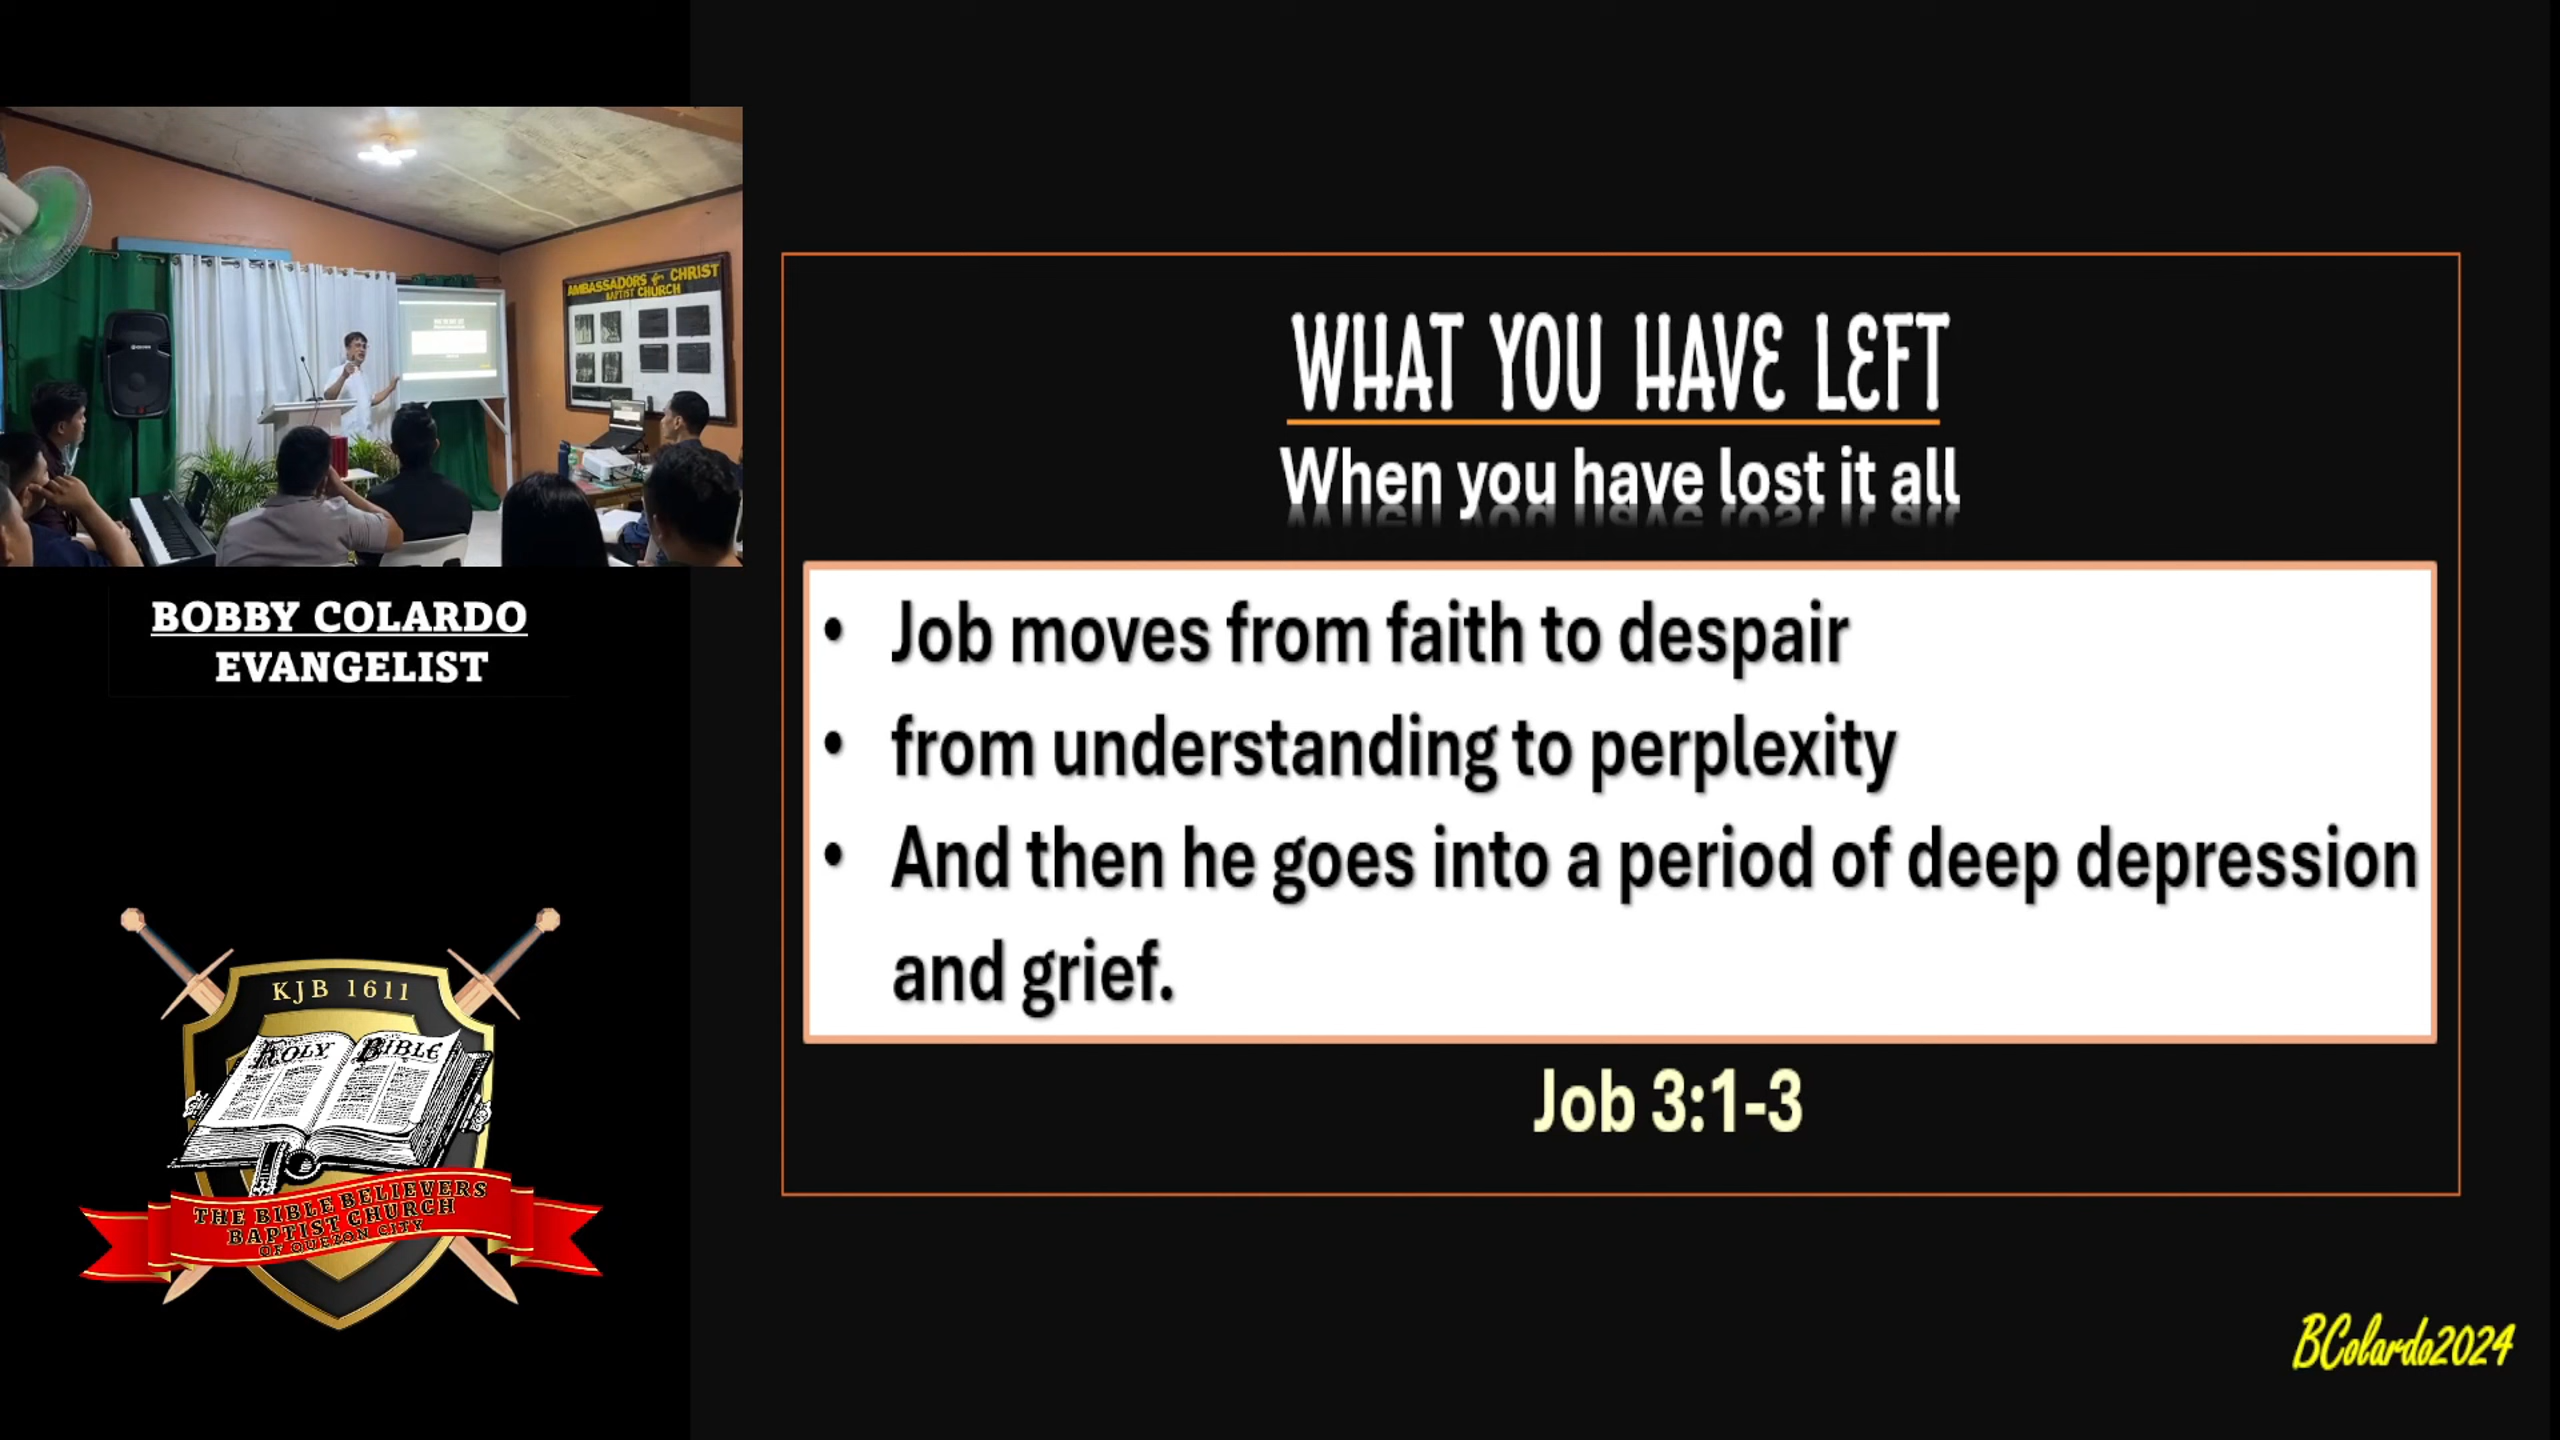 AMBASSADORS for CHRIST
BAPTIST CHURCH
BOBBY COLARDO
EVANGELIST
KJB 1611
HOLY BIBLE
THE BIBLE BELIEVERS
BAPTIST CHURCH
OF QUEZON CITY
WHAT YOU HAVE LEFT
When you have lost it all
• Job moves from faith to despair
• from understanding to perplexity
• And then he goes into a period of deep depression
and grief.
Job 3:1-3
BColardo2024